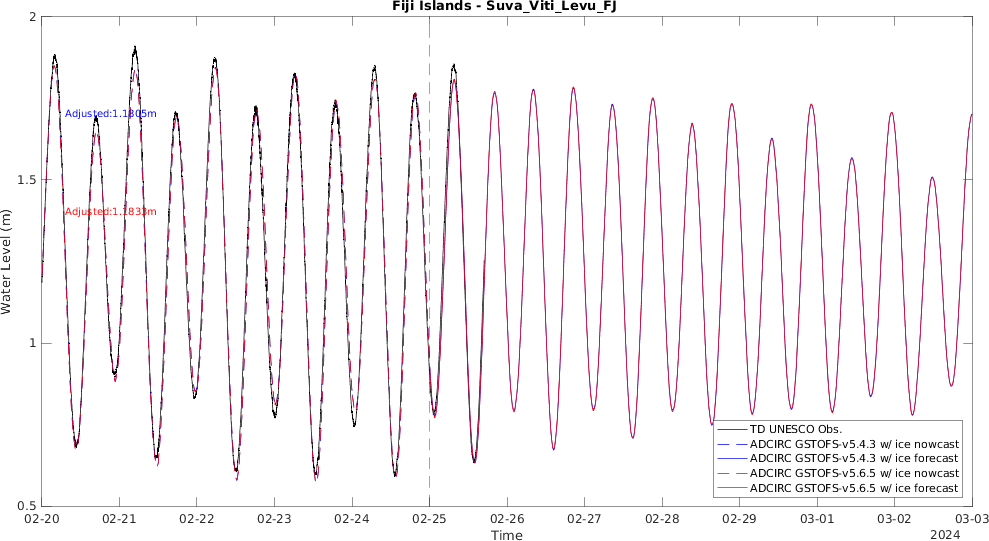 Fiji Islands - Suva_Viti_Levu_FJ
2
1.5
1
0.5
Water Level (m)
Adjusted:1.1805m
Adjusted:1.1833m
TD UNESCO Obs.
ADCIRC GSTOFS-v5.4.3 w/ ice nowcast
ADCIRC GSTOFS-v5.4.3 w/ ice forecast
ADCIRC GSTOFS-v5.6.5 w/ ice nowcast
ADCIRC GSTOFS-v5.6.5 w/ ice forecast
02-20 02-21 02-22 02-23 02-24 02-25 02-26 02-27 02-28 02-29 03-01 03-02 03-03
Time
2024